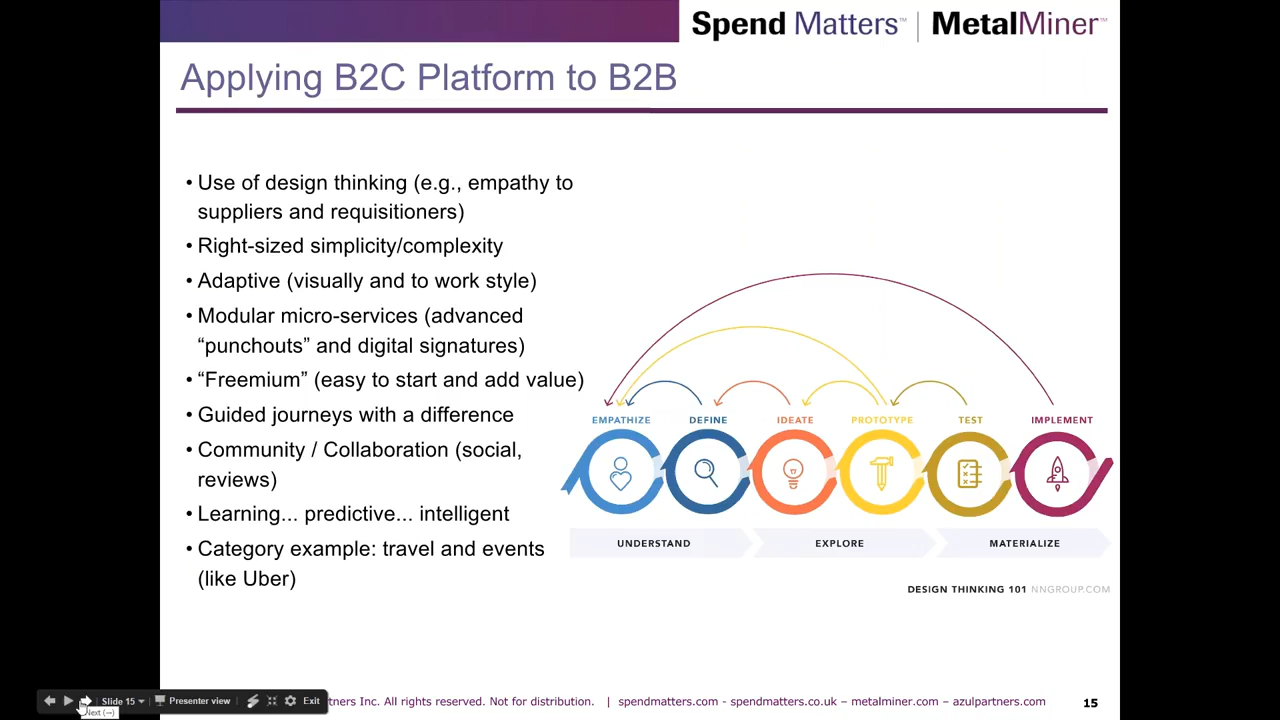 Spend Matters™ | MetalMiner™
Applying B2C Platform to B2B
• Use of design thinking (e.g., empathy to
suppliers and requisitioners)
• Right-sized simplicity/complexity
• Adaptive (visually and to work style)
• Modular micro-services (advanced
“punchouts” and digital signatures)
• “Freemium” (easy to start and add value)
• Guided journeys with a difference
• Community / Collaboration (social,
reviews)
• Learning... predictive... intelligent
• Category example: travel and events
(like Uber)
EMPATHIZE DEFINE IDEATE PROTOTYPE TEST IMPLEMENT
UNDERSTAND EXPLORE MATERIALIZE
DESIGN THINKING 101 NNGROUP.COM
Slide 15 Presenter view Exit
Next (→)
tners Inc. All rights reserved. Not for distribution. | spendmatters.com - spendmatters.co.uk – metalminer.com – azulpartners.com
15